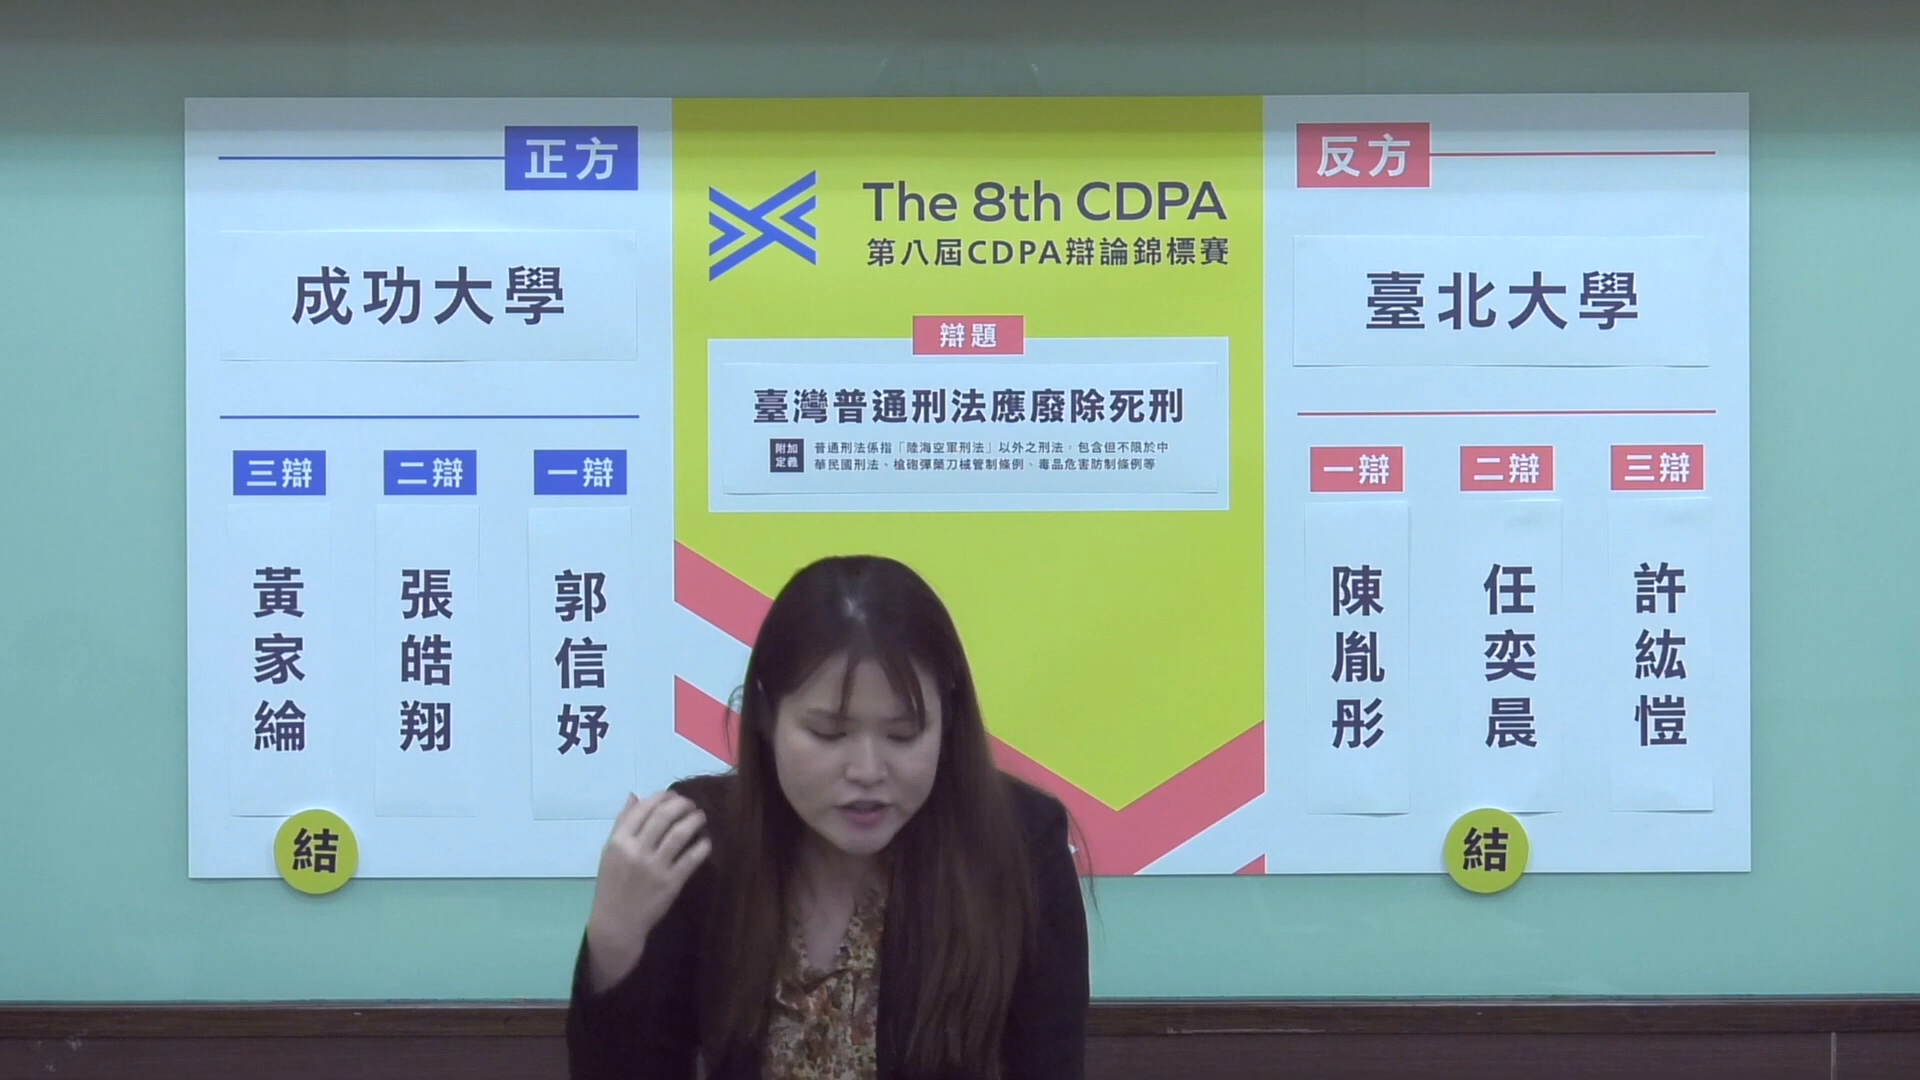 正方
成功大學
三辯
二辯
一辯
黃家綸
張皓翔
郭信妤
結
The 8th CDPA
第八屆CDPA辯論錦標賽
辯題
臺灣普通刑法應廢除死刑
附加定義
普通刑法係指「陸海空軍刑法」以外之刑法，包含但不限於中
華民國刑法、槍砲彈藥刀械管制條例、毒品危害防制條例等
反方
臺北大學
一辯
二辯
三辯
陳胤彤
任奕晨
許紘愷
結